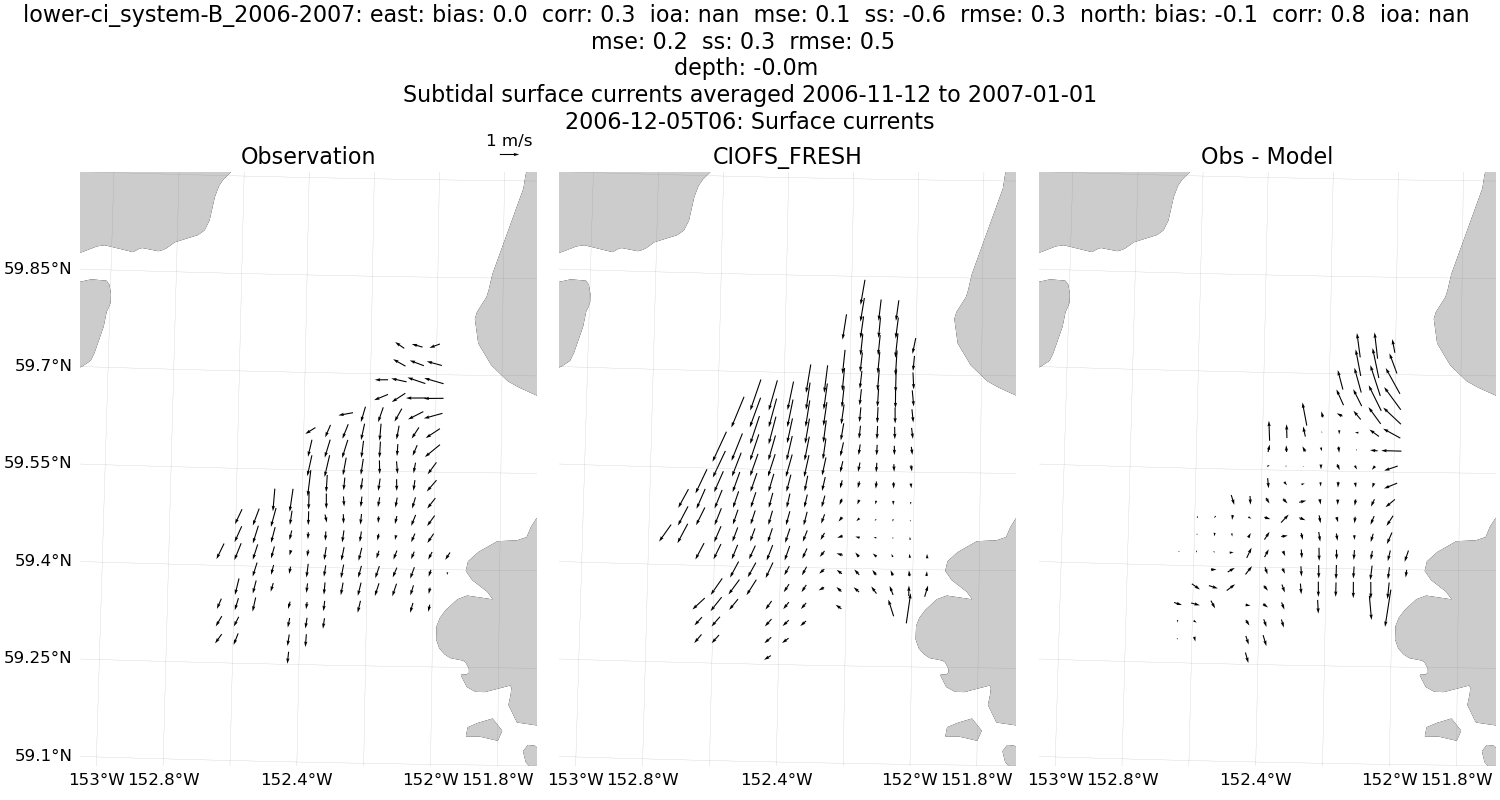 lower-ci_system-B_2006-2007: east: bias: 0.0 corr: 0.3 ioa: nan mse: 0.1 ss: -0.6 rmse: 0.3 north: bias: -0.1 corr: 0.8 ioa: nan
mse: 0.2 ss: 0.3 rmse: 0.5
depth: -0.0m
Subtidal surface currents averaged 2006-11-12 to 2007-01-01
2006-12-05T06: Surface currents
1 m/s
Observation CIOFS_FRESH Obs - Model
59.85°N
59.7°N
59.55°N
59.4°N
59.25°N
59.1°N
153°W 152.8°W 152.4°W 152°W 151.8°W 153°W 152.8°W 152.4°W 152°W 151.8°W 153°W 152.8°W 152.4°W 152°W 151.8°W